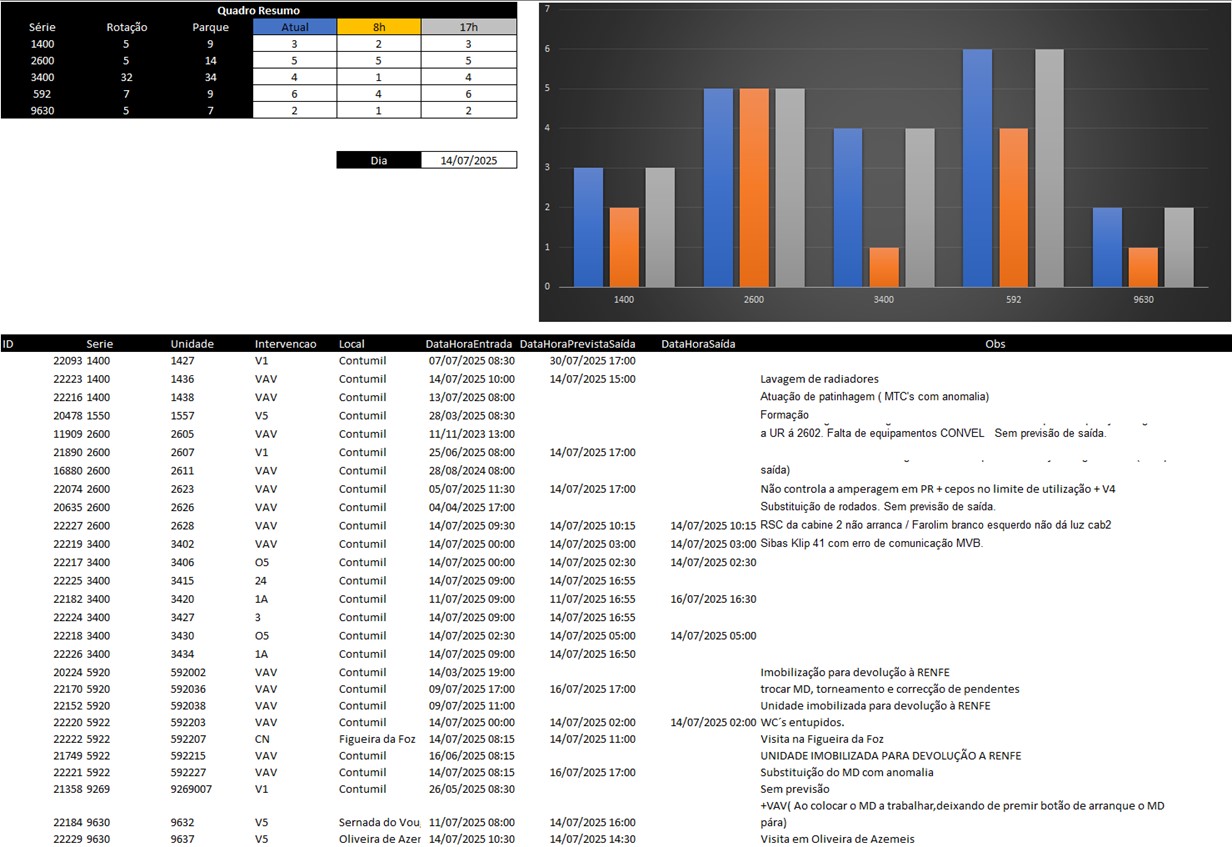 Quadro Resumo
Série Rotação Parque Atual 8h 17h
1400 5 9 3 2 3
2600 5 14 5 5 5
3400 32 34 4 1 4
592 7 9 6 4 6
9630 5 7 2 1 2
Dia 14/07/2025
7
6
5
4
3
2
1
0
1400 2600 3400 592 9630
ID Serie Unidade Intervencao Local DataHoraEntrada DataHoraPrevistaSaída DataHoraSaída Obs
22093 1400 1427 V1 Contumil 07/07/2025 08:30 30/07/2025 17:00
22223 1400 1436 VAV Contumil 14/07/2025 10:00 14/07/2025 15:00 Lavagem de radiadores
22216 1400 1438 VAV Contumil 13/07/2025 08:00 Atuação de patinhagem ( MTC's com anomalia)
20478 1550 1557 V5 Contumil 28/03/2025 08:30 Formação
11909 2600 2605 VAV Contumil 11/11/2023 13:00 a UR á 2602. Falta de equipamentos CONVEL Sem previsão de saída.
21890 2600 2607 V1 Contumil 25/06/2025 08:00 14/07/2025 17:00
16880 2600 2611 VAV Contumil 28/08/2024 08:00 saída)
22074 2600 2623 VAV Contumil 05/07/2025 11:30 14/07/2025 17:00 Não controla a amperagem em PR + cepos no limite de utilização + V4
20635 2600 2626 VAV Contumil 04/04/2025 17:00 Substituição de rodados. Sem previsão de saída.
22227 2600 2628 VAV Contumil 14/07/2025 09:30 14/07/2025 10:15 14/07/2025 10:15 RSC da cabine 2 não arranca / Farolim branco esquerdo não dá luz cab2
22219 3400 3402 VAV Contumil 14/07/2025 00:00 14/07/2025 03:00 14/07/2025 03:00 Sibas Klip 41 com erro de comunicação MVB.
22217 3400 3406 O5 Contumil 14/07/2025 00:00 14/07/2025 02:30 14/07/2025 02:30
22225 3400 3415 24 Contumil 14/07/2025 09:00 14/07/2025 16:55
22182 3400 3420 1A Contumil 11/07/2025 09:00 11/07/2025 16:55 16/07/2025 16:30
22224 3400 3427 3 Contumil 14/07/2025 09:00 14/07/2025 16:55
22218 3400 3430 O5 Contumil 14/07/2025 02:30 14/07/2025 05:00 14/07/2025 05:00
22226 3400 3434 1A Contumil 14/07/2025 09:00 14/07/2025 16:50
20224 5920 592002 VAV Contumil 14/03/2025 19:00 Imobilização para devolução à RENFE
22170 5920 592036 VAV Contumil 09/07/2025 17:00 16/07/2025 17:00 trocar MD, torneamento e correcção de pendentes
22152 5920 592038 VAV Contumil 09/07/2025 11:00 Unidade imobilizada para devolução à RENFE
22220 5922 592203 VAV Contumil 14/07/2025 00:00 14/07/2025 02:00 14/07/2025 02:00 WC´s entupidos.
22222 5922 592207 CN Figueira da Foz 14/07/2025 08:15 14/07/2025 11:00 Visita na Figueira da Foz
21749 5922 592215 VAV Contumil 16/06/2025 08:15 UNIDADE IMOBILIZADA PARA DEVOLUÇÃO A RENFE
22221 5922 592227 VAV Contumil 14/07/2025 08:15 16/07/2025 17:00 Substituição do MD com anomalia
21358 9269 9269007 V1 Contumil 26/05/2025 08:30 Sem previsão
+VAV( Ao colocar o MD a trabalhar,deixando de premir botão de arranque o MD
22184 9630 9632 V5 Sernada do Vou 11/07/2025 08:00 14/07/2025 16:00 pára)
22229 9630 9637 V5 Oliveira de Azer 14/07/2025 10:30 14/07/2025 14:30 Visita em Oliveira de Azemeis